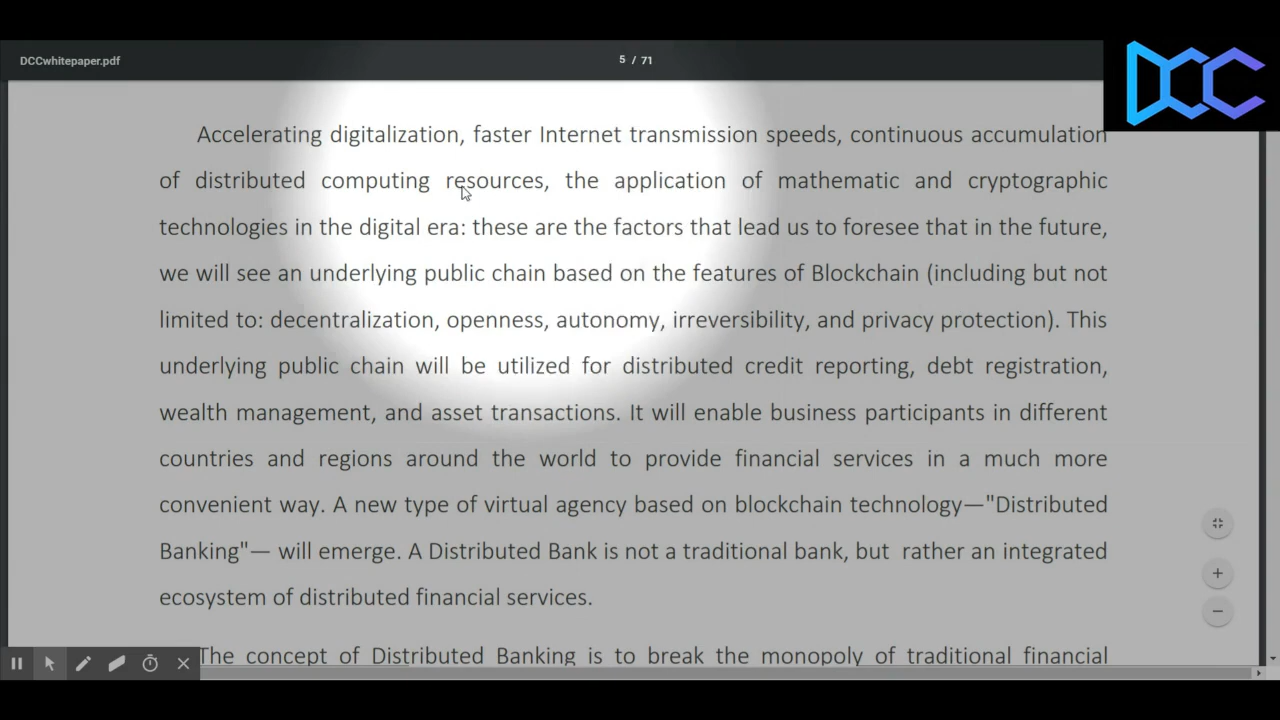 DCCwhitepaper.pdf
5 / 71
DCC
Accelerating digitalization, faster Internet transmission speeds, continuous accumulation
of distributed computing resources, the application of mathematic and cryptographic
technologies in the digital era: these are the factors that lead us to foresee that in the future,
we will see an underlying public chain based on the features of Blockchain (including but not
limited to: decentralization, openness, autonomy, irreversibility, and privacy protection). This
underlying public chain will be utilized for distributed credit reporting, debt registration,
wealth management, and asset transactions. It will enable business participants in different
countries and regions around the world to provide financial services in a much more
convenient way. A new type of virtual agency based on blockchain technology—"Distributed
Banking"— will emerge. A Distributed Bank is not a traditional bank, but rather an integrated
ecosystem of distributed financial services.
The concept of Distributed Banking is to break the monopoly of traditional financial